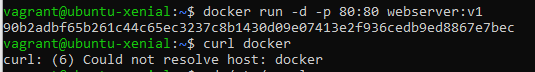 vagrant@ubuntu-xenial:~$ docker run -d -p 80:80 webserver:v1
90b2adbf65b261c44c65ec3237c8b1430d09e07413e2f936cedb9ed8867e7bec
vagrant@ubuntu-xenial:~$ curl docker
curl: (6) Could not resolve host: docker